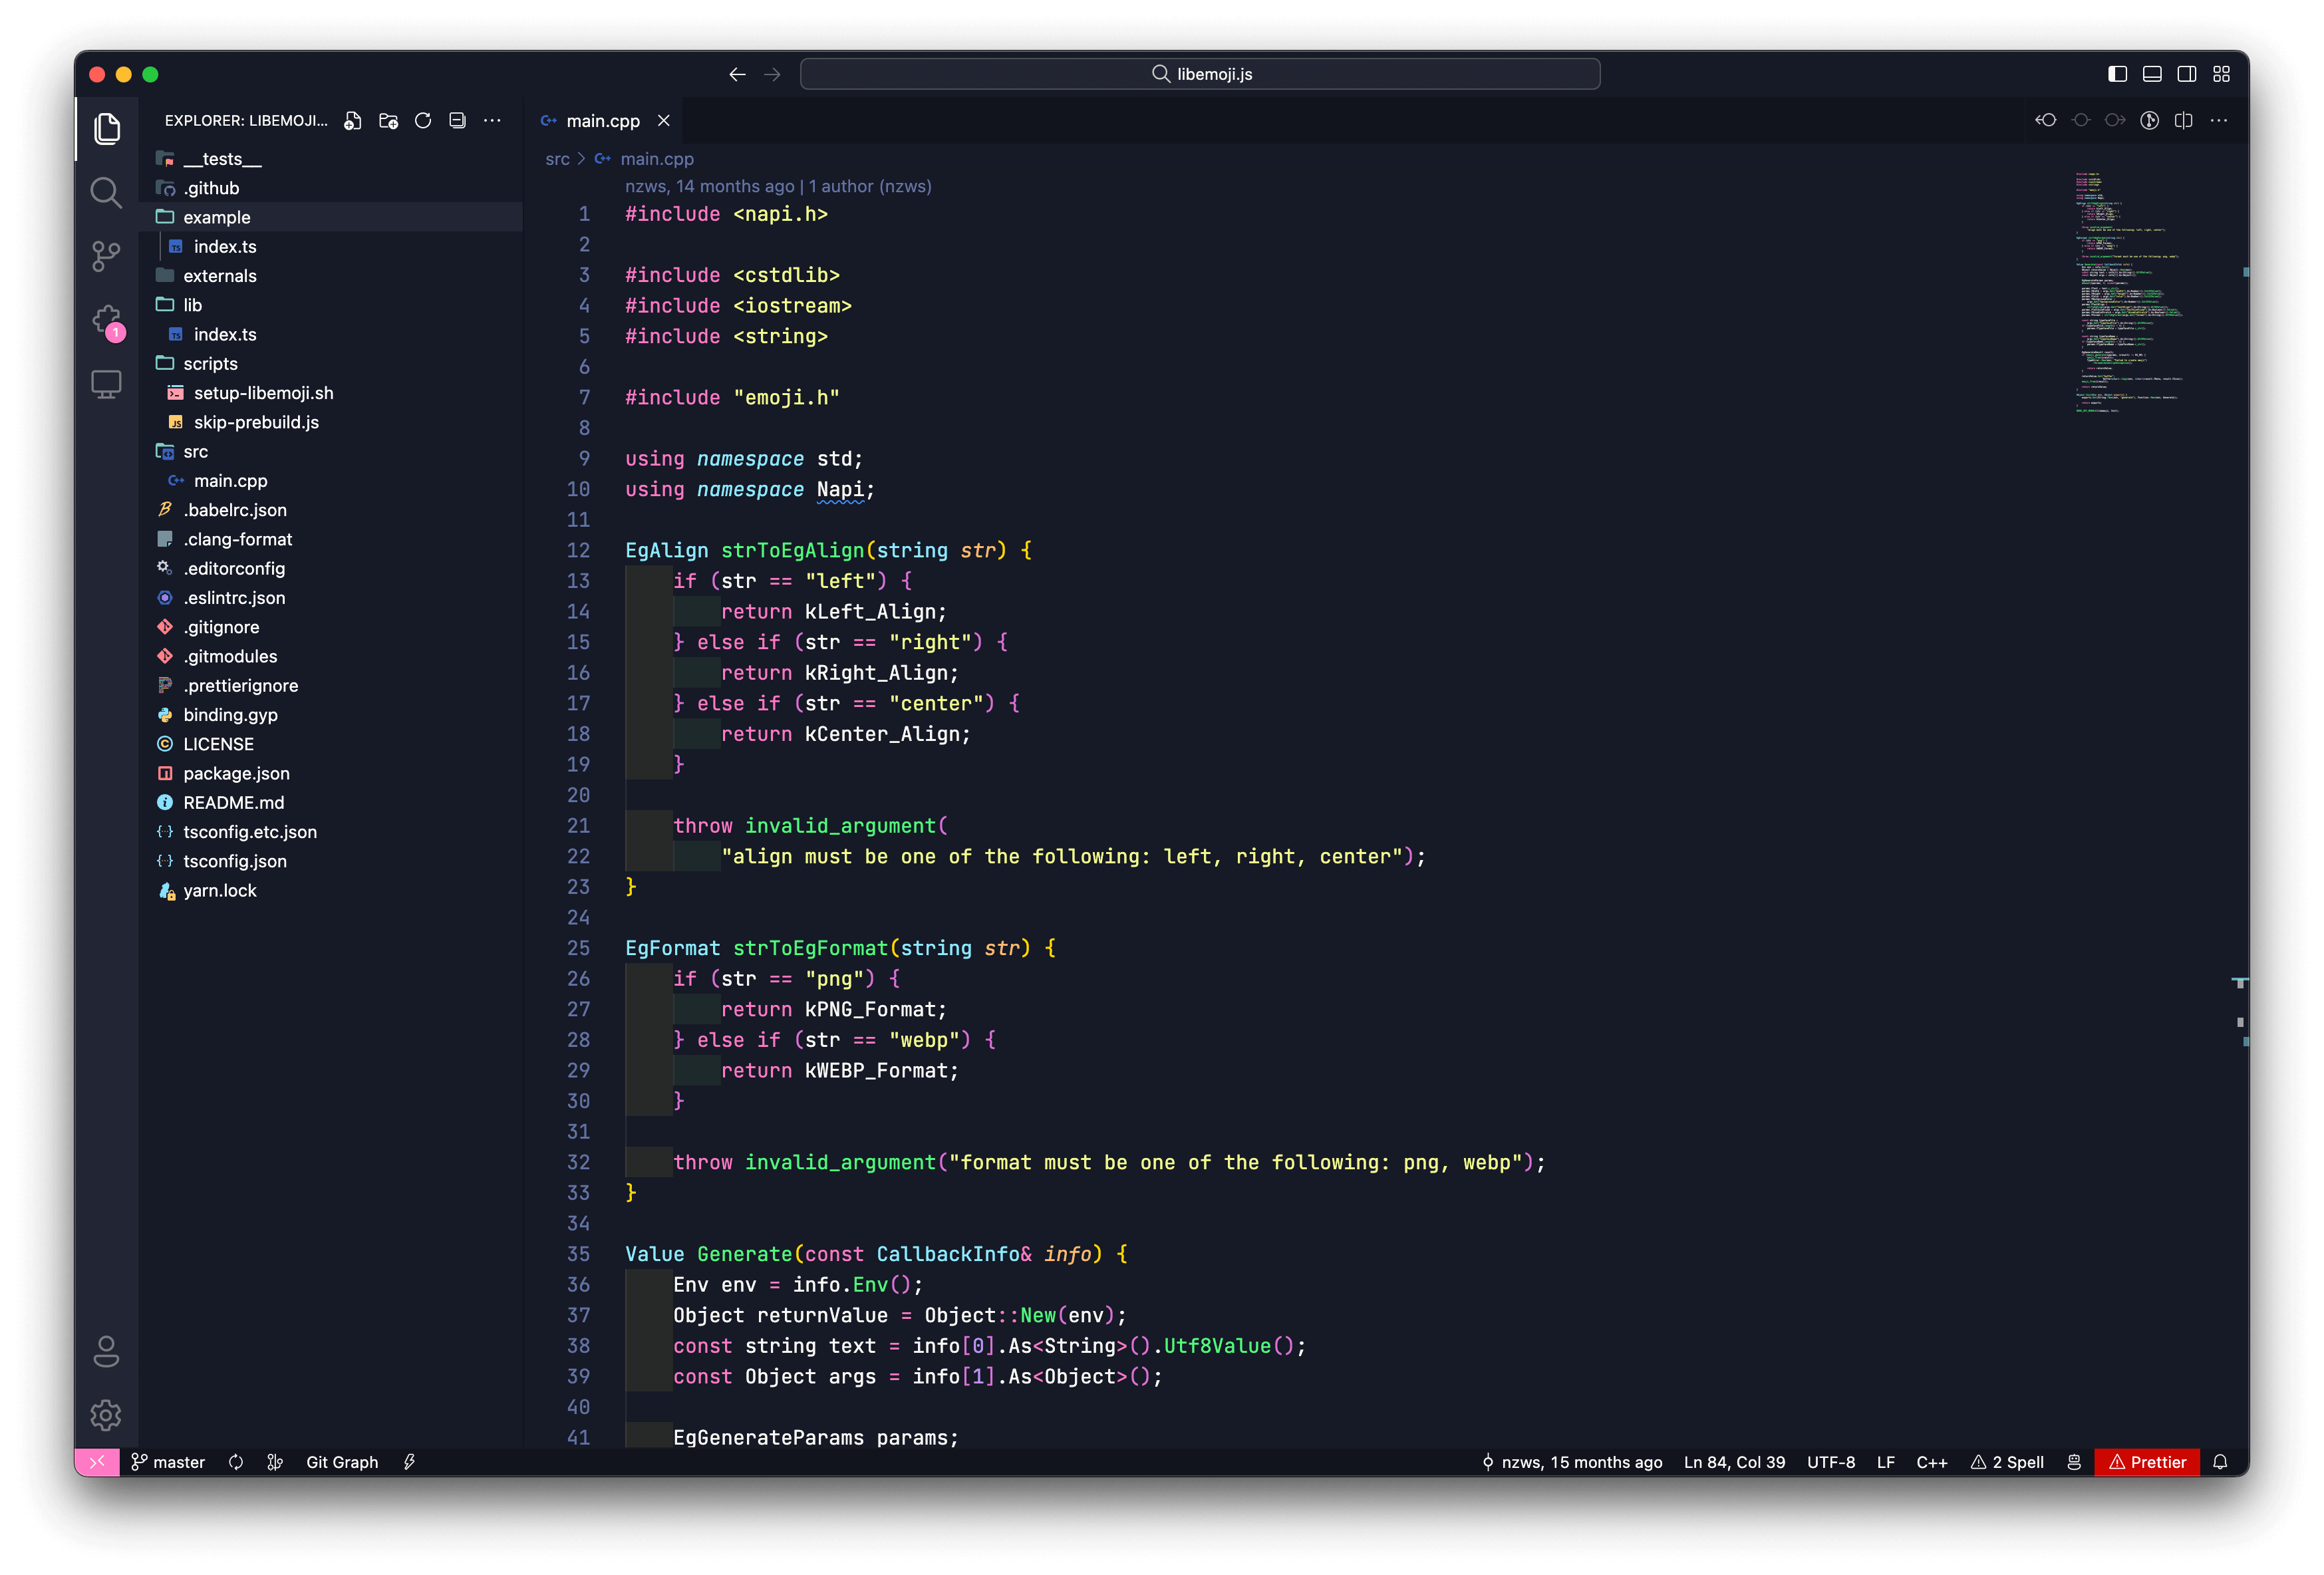 libemoji.js
EXPLORER: LIBEMOJI...
__tests__
.github
example
index.ts
externals
lib
index.ts
scripts
setup-libemoji.sh
skip-prebuild.js
src
main.cpp
.babelrc.json
.clang-format
.editorconfig
.eslintrc.json
.gitignore
.gitmodules
.prettierignore
binding.gyp
LICENSE
package.json
README.md
tsconfig.etc.json
tsconfig.json
yarn.lock
1
main.cpp
src > main.cpp
nzws, 14 months ago | 1 author (nzws)
1 #include <napi.h>
2
3 #include <cstdlib>
4 #include <iostream>
5 #include <string>
6
7 #include "emoji.h"
8
9 using namespace std;
10 using namespace Napi;
11
12 EgAlign strToEgAlign(string str) {
13 if (str == "left") {
14 return kLeft_Align;
15 } else if (str == "right") {
16 return kRight_Align;
17 } else if (str == "center") {
18 return kCenter_Align;
19 }
20
21 throw invalid_argument(
22 "align must be one of the following: left, right, center");
23 }
24
25 EgFormat strToEgFormat(string str) {
26 if (str == "png") {
27 return kPNG_Format;
28 } else if (str == "webp") {
29 return kWEBP_Format;
30 }
31
32 throw invalid_argument("format must be one of the following: png, webp");
33 }
34
35 Value Generate(const CallbackInfo& info) {
36 Env env = info.Env();
37 Object returnValue = Object::New(env);
38 const string text = info[0].As<String>().Utf8Value();
39 const Object args = info[1].As<Object>();
40
41 EgGenerateParams params;
master Git Graph nzws, 15 months ago Ln 84, Col 39 UTF-8 LF C++ 2 Spell Prettier